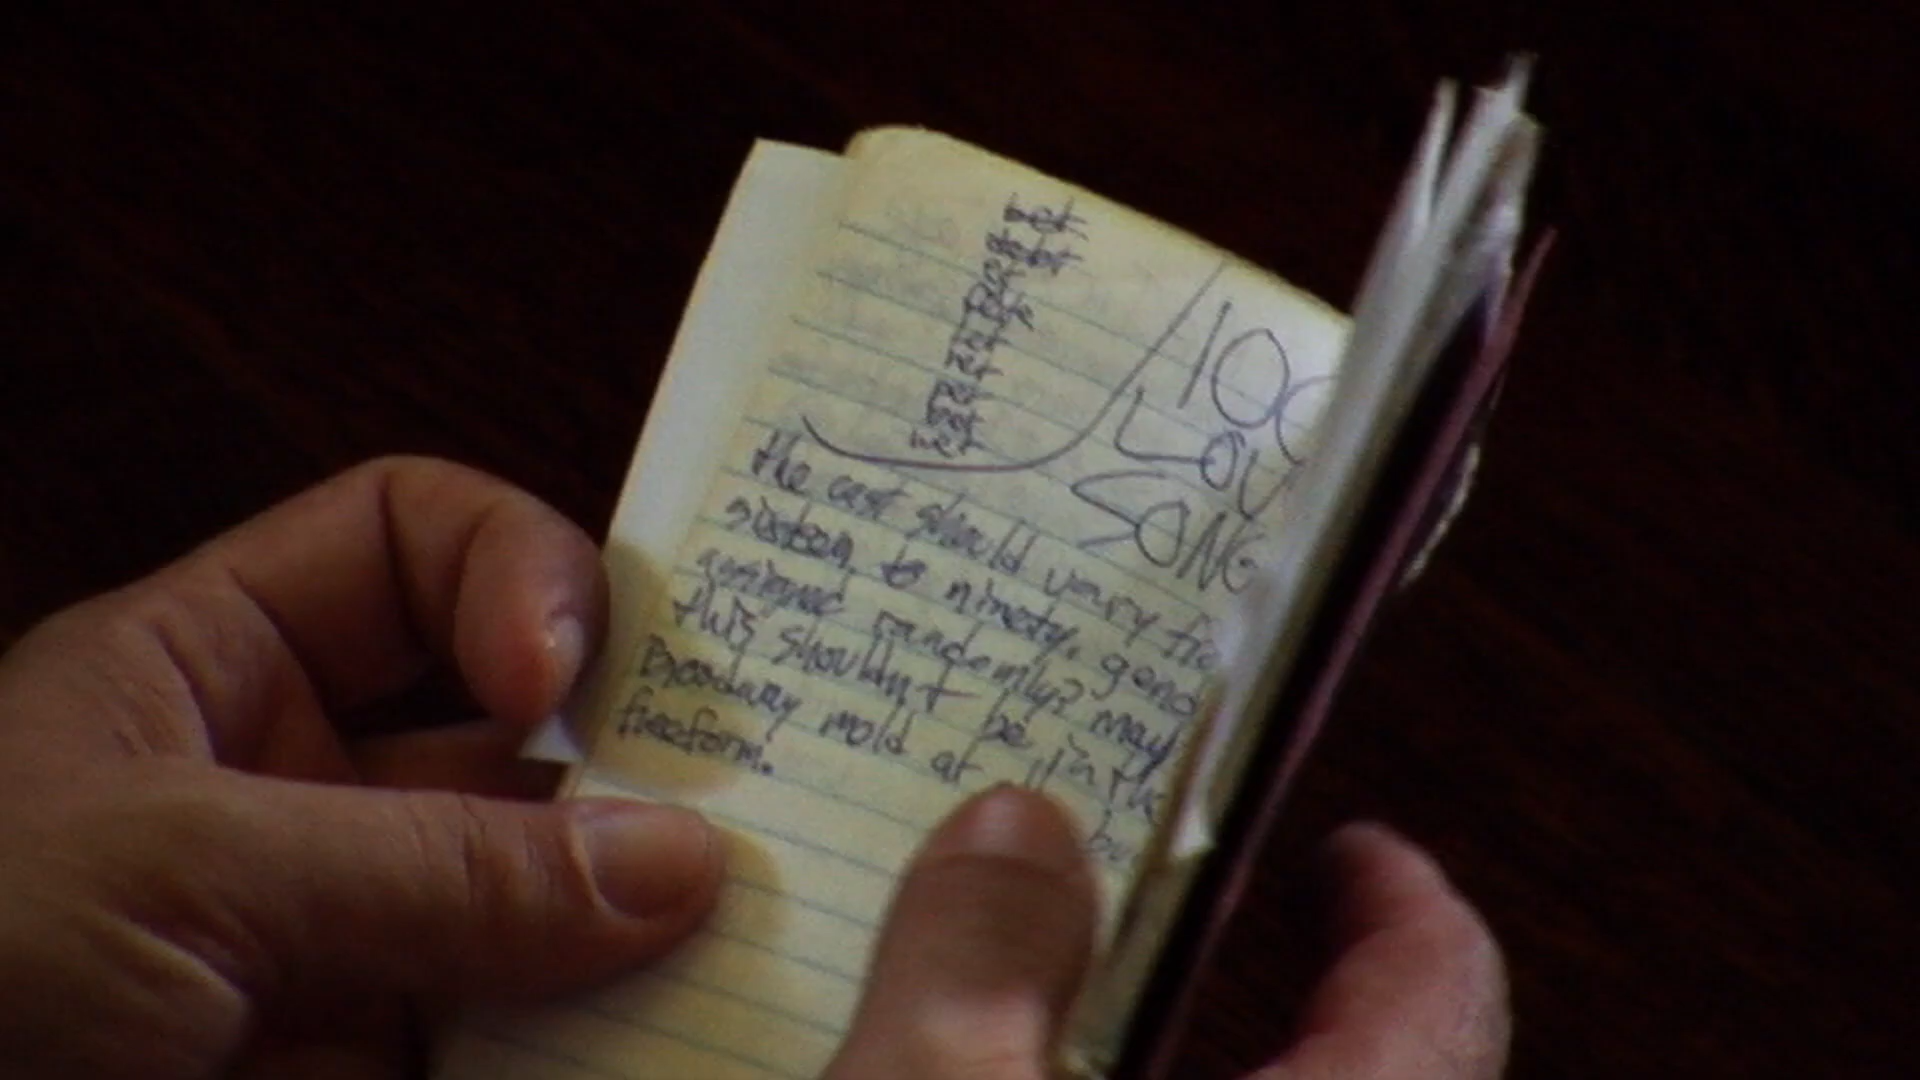 100
LOV
SONG
the cast should vary fro
sixteen to ninety, gend
assigned randomly? may
this shouldn't be in the
Broadway mold at all bu
freeform.